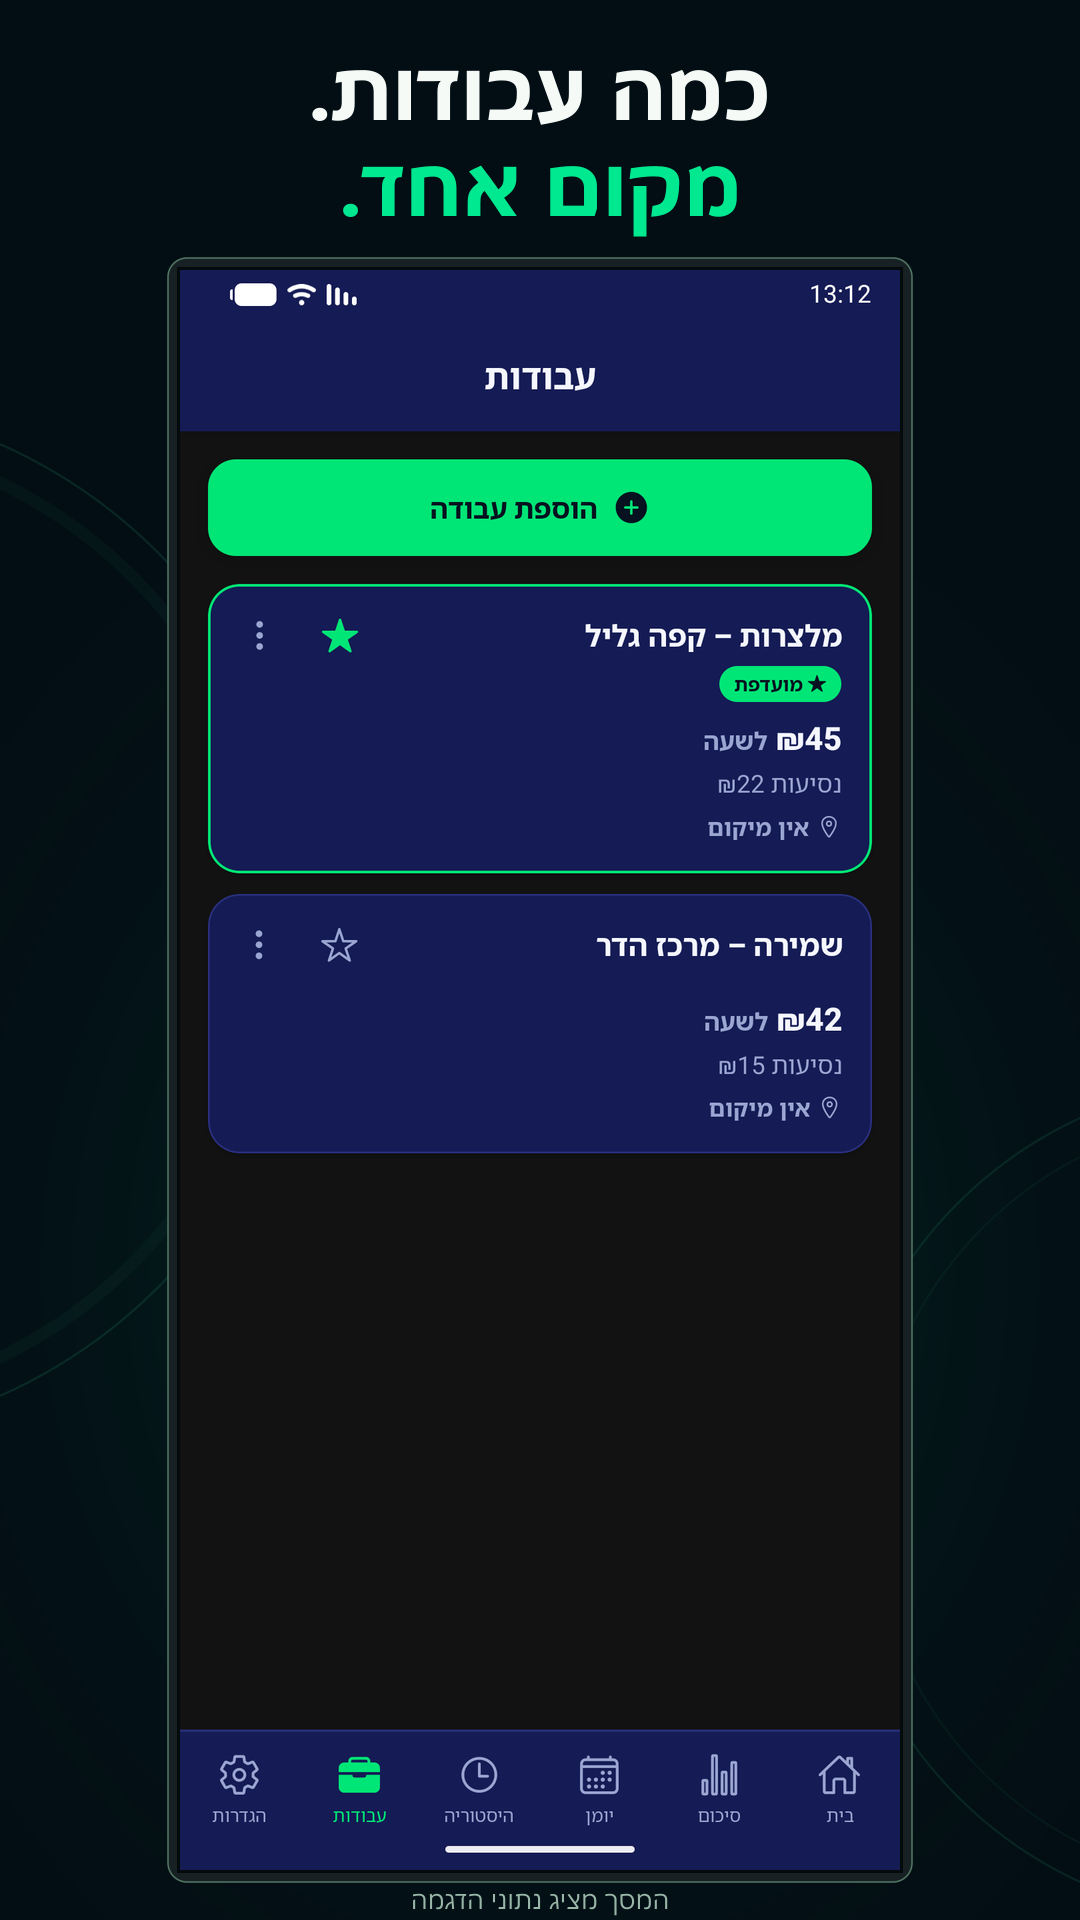 כמה עבודות.
מקום אחד.
13:12
עבודות
הוספת עבודה
מלצרות – קפה גליל
★ מועדפת
₪45 לשעה
נסיעות ₪22
אין מיקום
שמירה – מרכז הדר
₪42 לשעה
נסיעות ₪15
אין מיקום
בית
סיכום
יומן
היסטוריה
עבודות
הגדרות
המסך מציג נתוני הדגמה